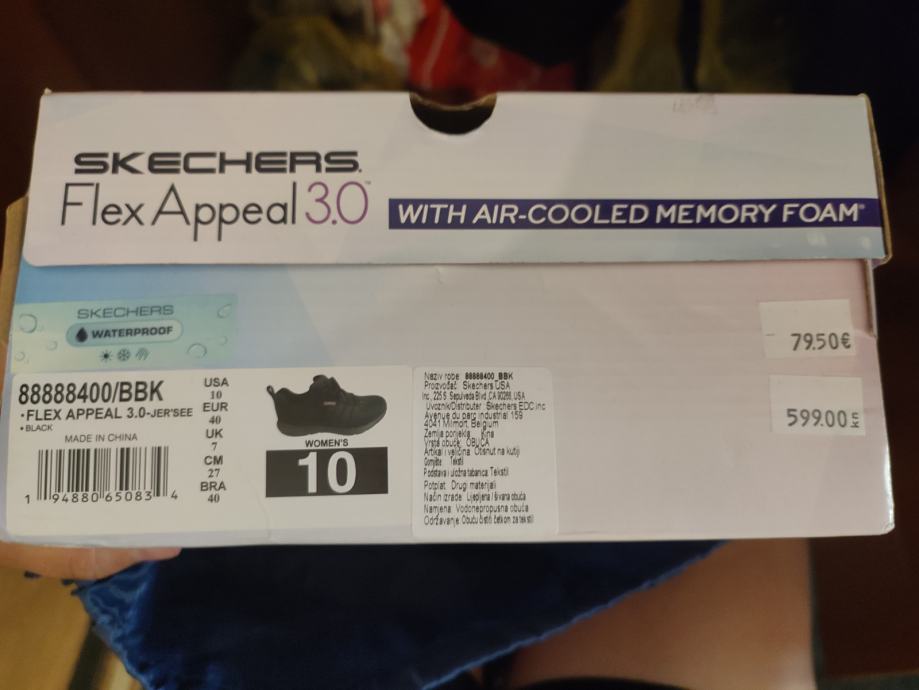 SKECHERS.
Flex Appeal 3.0™
WITH AIR-COOLED MEMORY FOAM®
SKECHERS
WATERPROOF
79.50€
599.00kn
88888400/BBK
•FLEX APPEAL 3.0-JER'SEE
•BLACK
MADE IN CHINA
1 94880 65083 4
USA
10
EUR
40
UK
7
CM
27
BRA
40
WOMEN'S
10
Naziv robe: 88888400_BBK
Proizvođač: Skechers USA
Inc., 225 S. Sepulveda Blvd.,CA 90266, USA
Uvoznik/Distributer: Skechers EDC inc
Avenue du parc industrial 159
4041 Milmort, Belgium
Zemlja porijekla: Kina
Vrsta obuće: OBUĆA
Artikal i veličina: Otisnut na kutiji
Gornjište: Tekstil
Podstava i uložna tabanica: Tekstil
Potplat: Drugi materijali
Način izrade: Lijepljena / šivana obuća
Namjena: Vodonepropusna obuća
Održavanje: Obuću čistiti četkom za tekstil